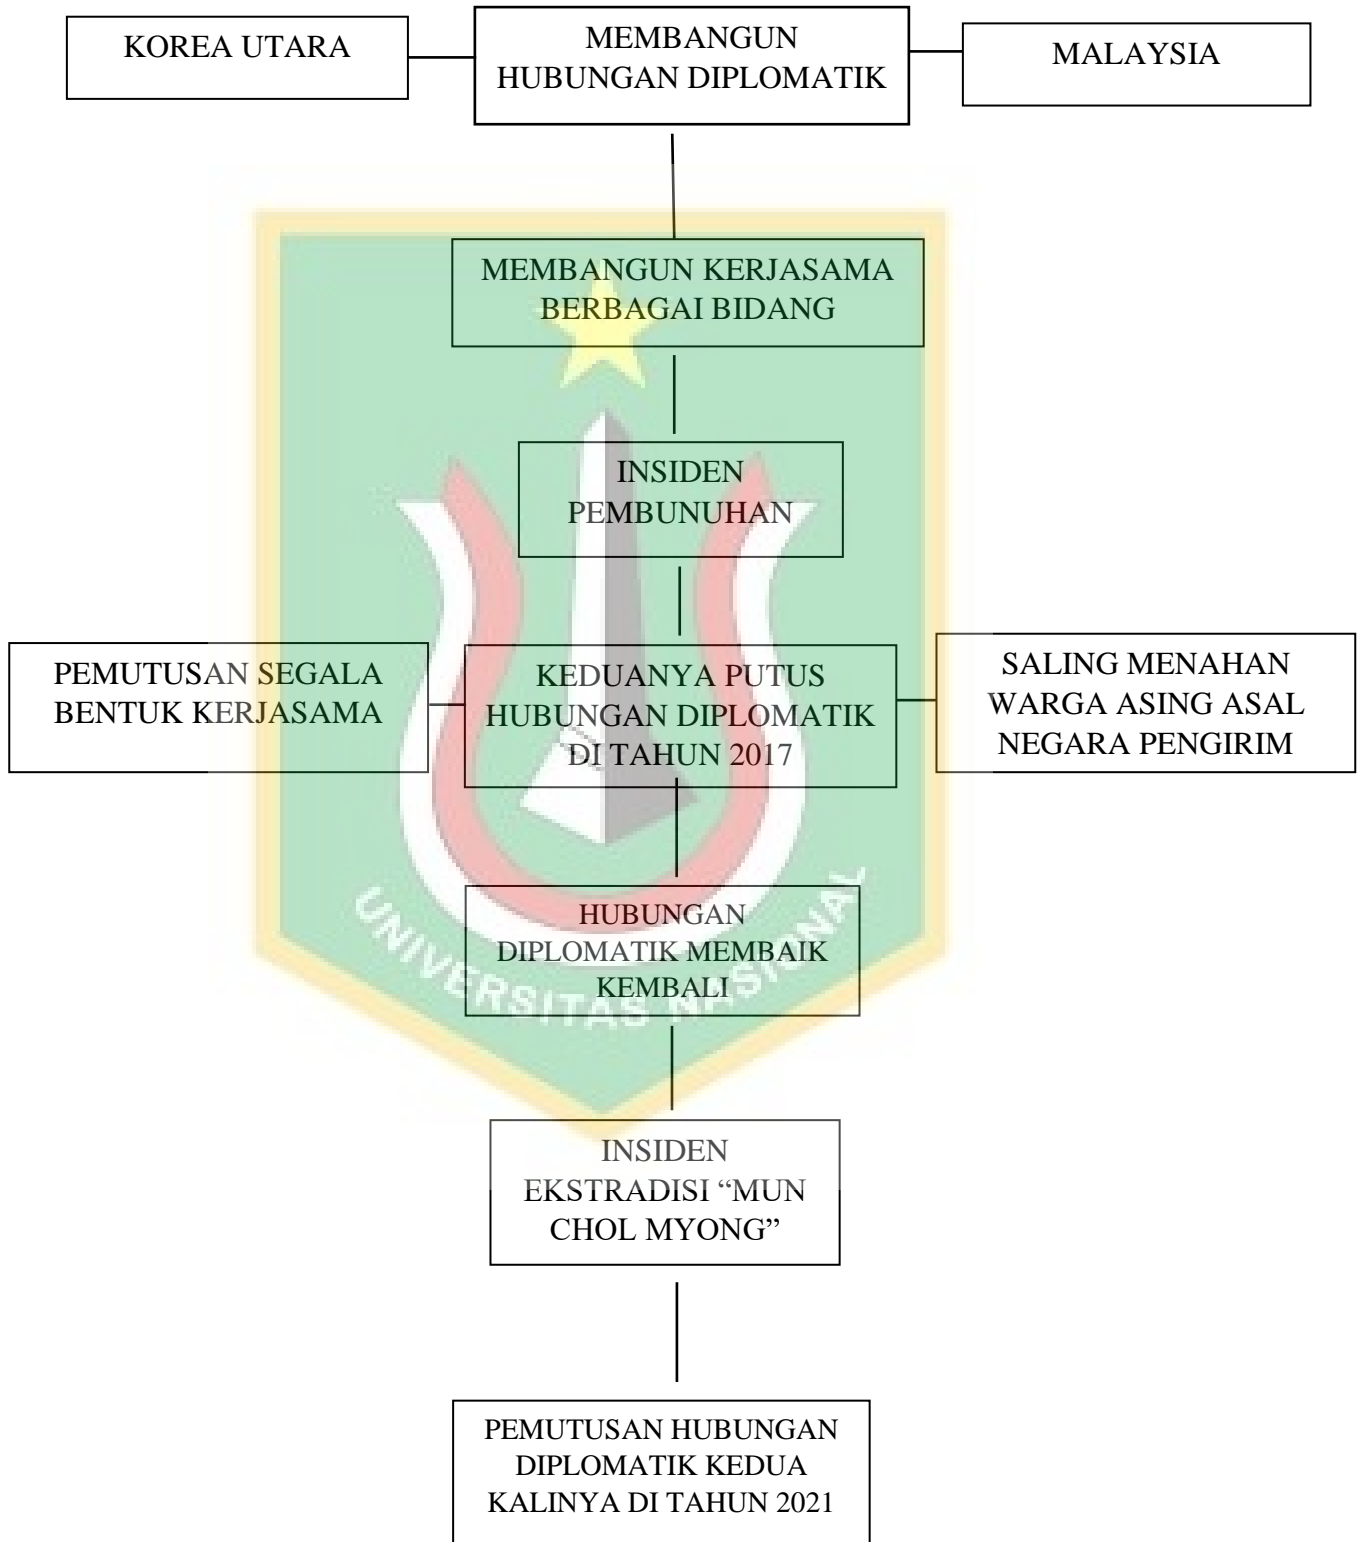 KOREA UTARA
MEMBANGUN
HUBUNGAN DIPLOMATIK
MALAYSIA
MEMBANGUN KERJASAMA
BERBAGAI BIDANG
INSIDEN
PEMBUNUHAN
PEMUTUSAN SEGALA
BENTUK KERJASAMA
KEDUANYA PUTUS
HUBUNGAN DIPLOMATIK
DI TAHUN 2017
SALING MENAHAN
WARGA ASING ASAL
NEGARA PENGIRIM
HUBUNGAN
DIPLOMATIK MEMBAIK
KEMBALI
UNIVERSITAS NASIONAL
INSIDEN
EKSTRADISI “MUN
CHOL MYONG”
PEMUTUSAN HUBUNGAN
DIPLOMATIK KEDUA
KALINYA DI TAHUN 2021